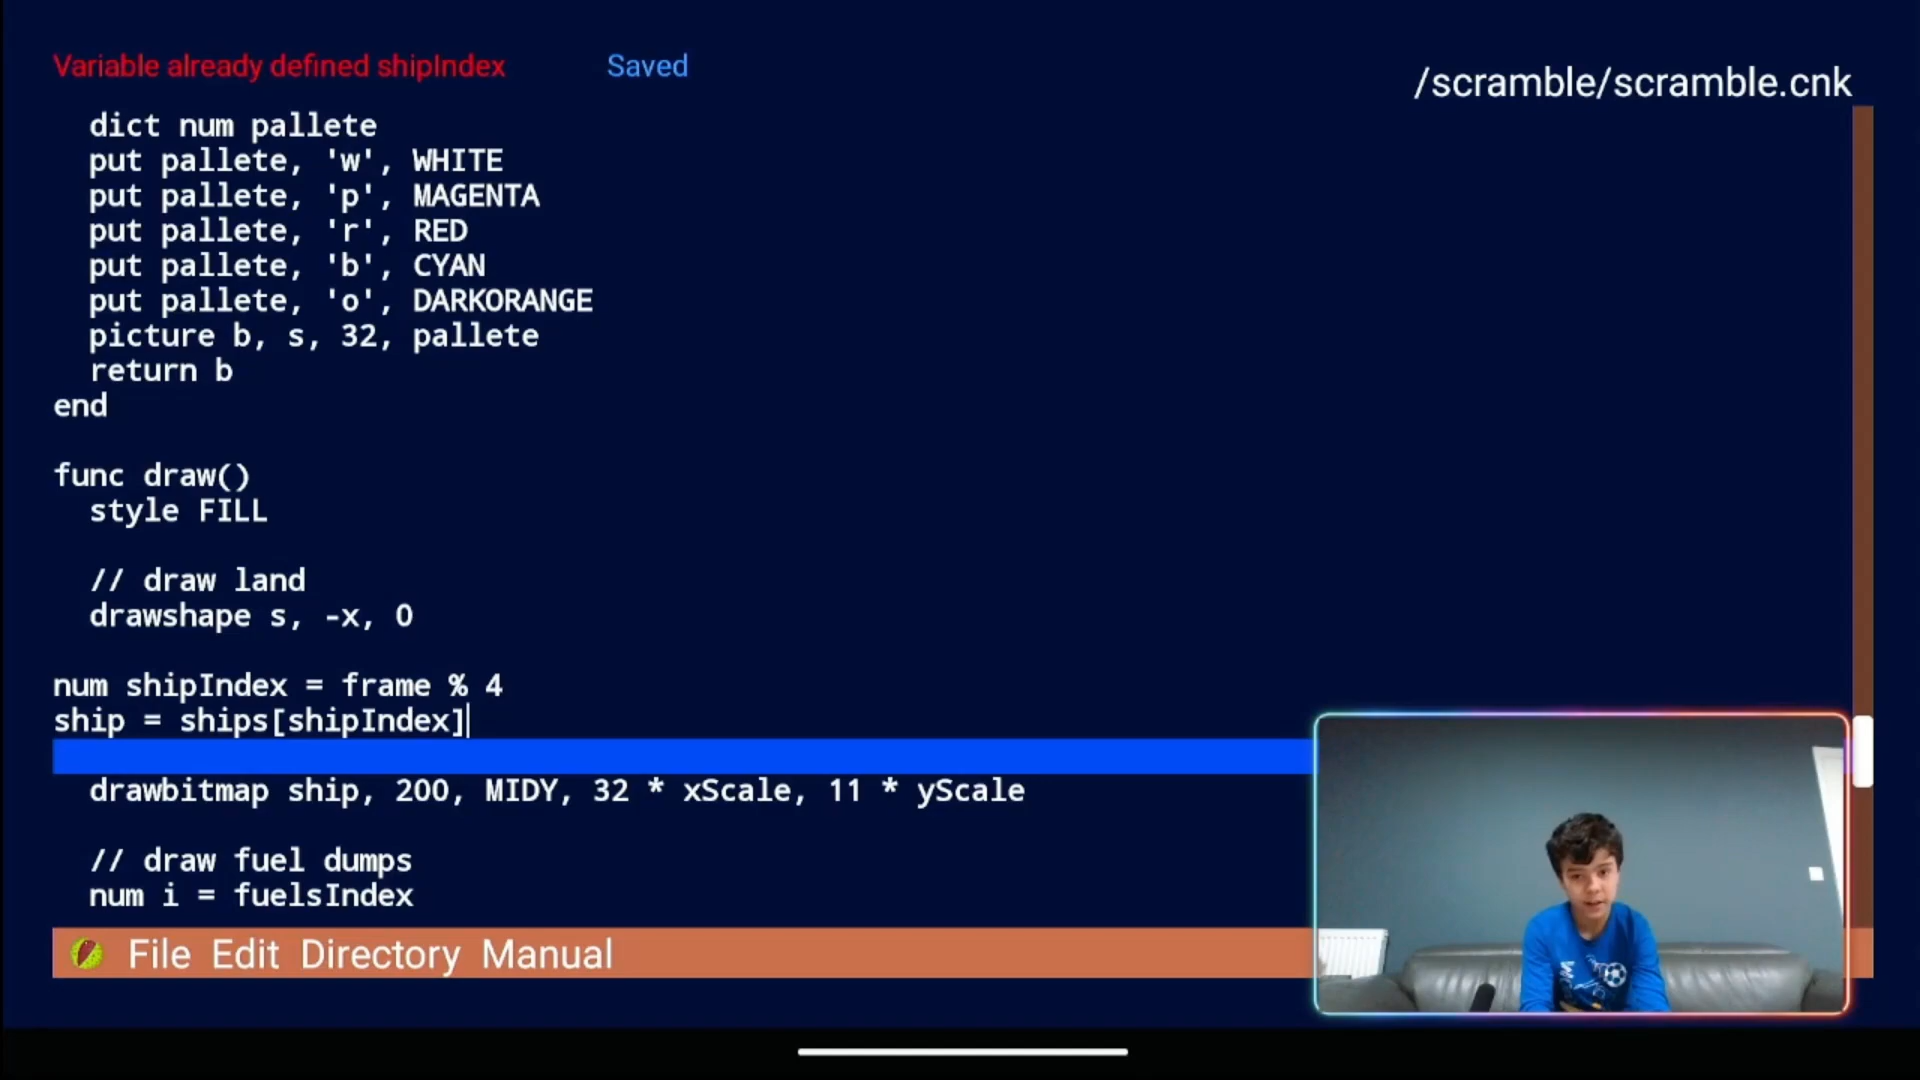 Variable already defined shipIndex
Saved
/scramble/scramble.cnk
dict num pallete
put pallete, 'w', WHITE
put pallete, 'p', MAGENTA
put pallete, 'r', RED
put pallete, 'b', CYAN
put pallete, 'o', DARKORANGE
picture b, s, 32, pallete
return b
end
func draw()
style FILL
// draw land
drawshape s, -x, 0
num shipIndex = frame % 4
ship = ships[shipIndex]
drawbitmap ship, 200, MIDY, 32 * xScale, 11 * yScale
// draw fuel dumps
num i = fuelsIndex
File Edit Directory Manual